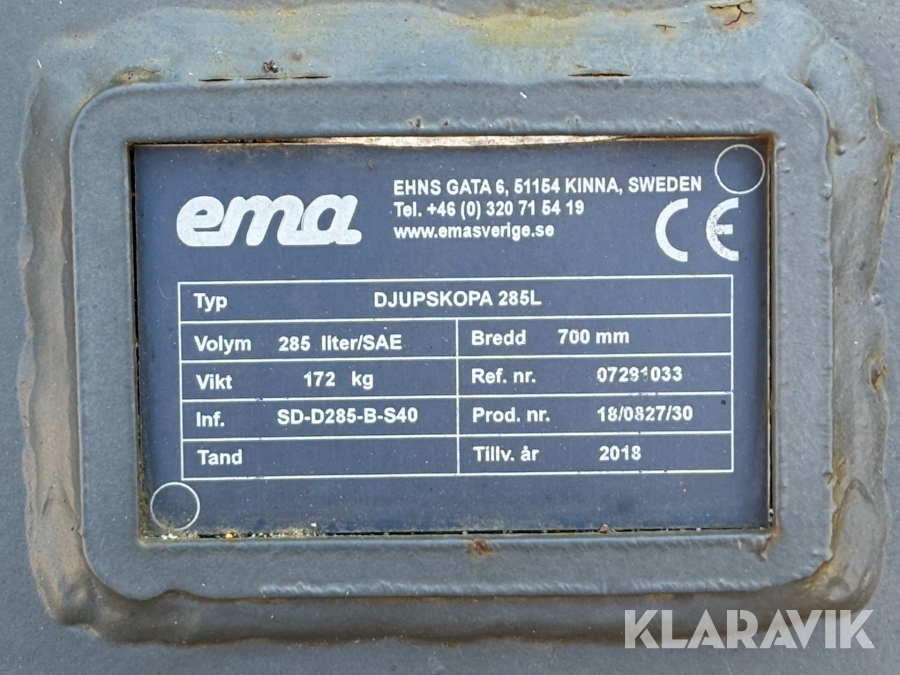 ema
EHNS GATA 6, 51154 KINNA, SWEDEN
Tel. +46 (0) 320 71 54 19
www.emasverige.se
CE
Typ DJUPSKOPA 285L
Volym 285 liter/SAE Bredd 700 mm
Vikt 172 kg Ref. nr. 07291033
Inf. SD-D285-B-S40 Prod. nr. 18/0827/30
Tand Tillv. år 2018
KLARAVIK